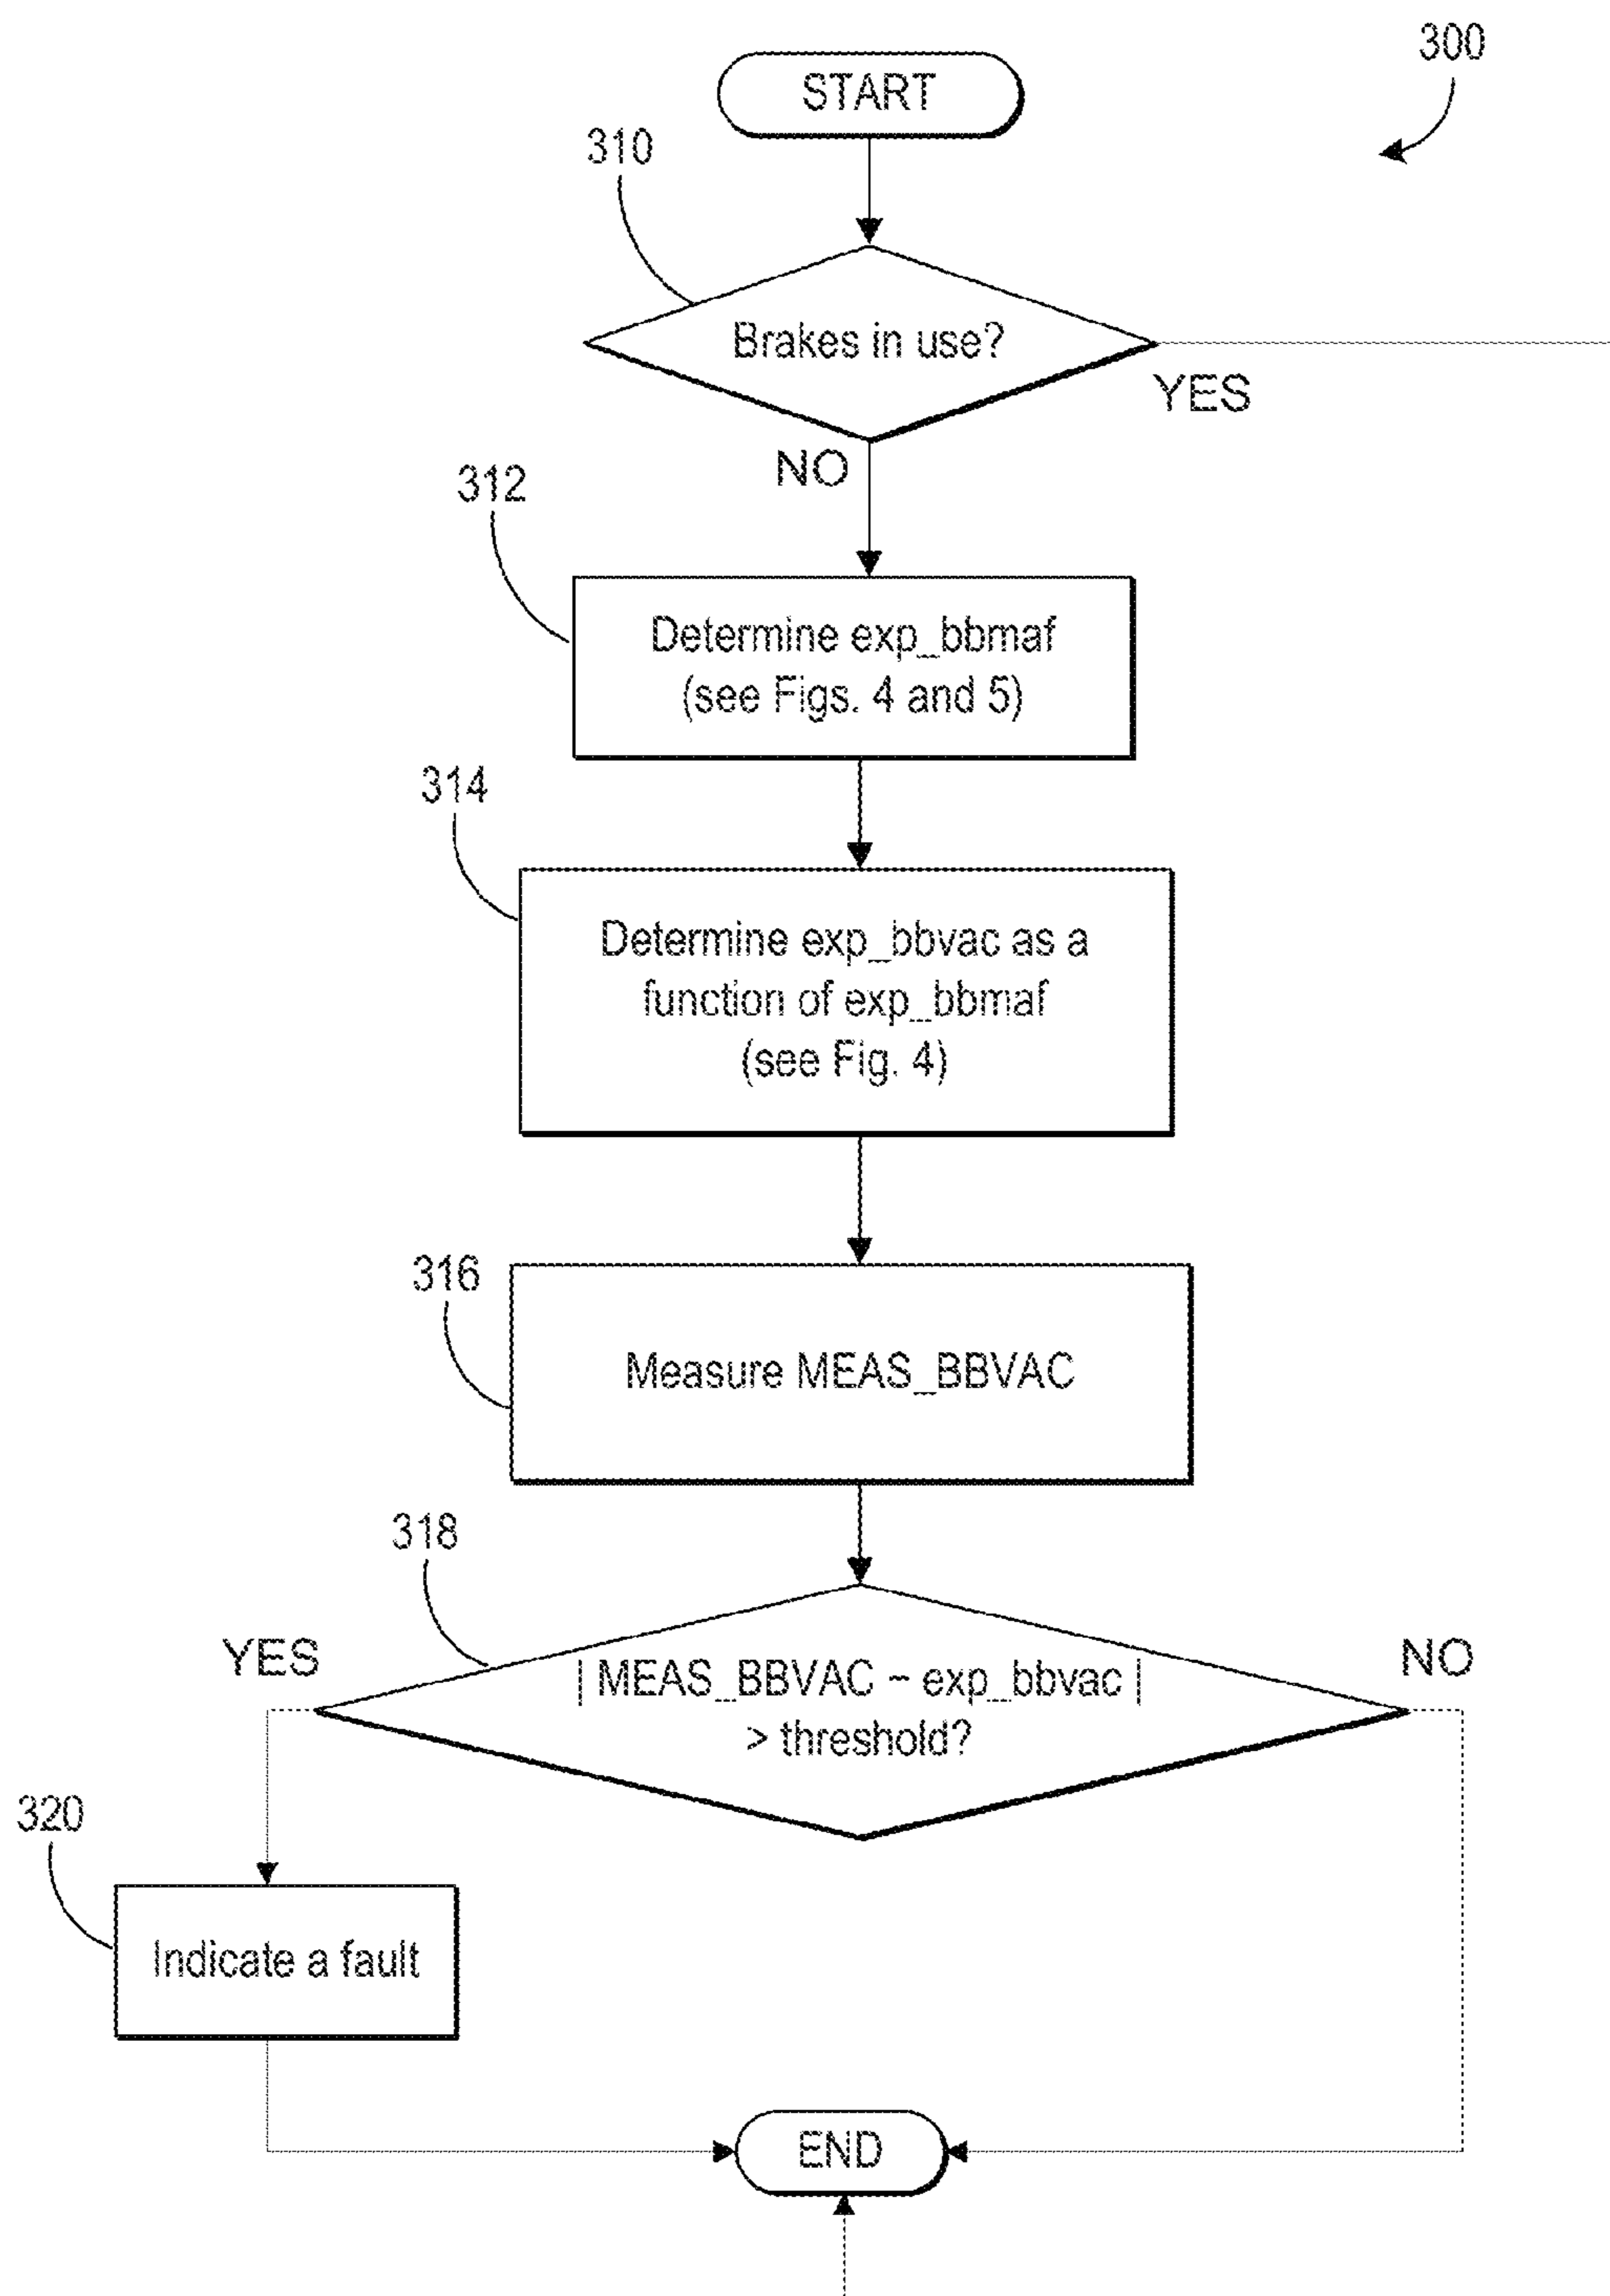 300
START
310
Brakes in use?
YES
NO
312
Determine exp_bbmaf
(see Figs. 4 and 5)
314
Determine exp_bbvac as a
function of exp_bbmaf
(see Fig. 4)
316
Measure MEAS_BBVAC
318
YES
NO
| MEAS_BBVAC − exp_bbvac |
> threshold?
320
Indicate a fault
END